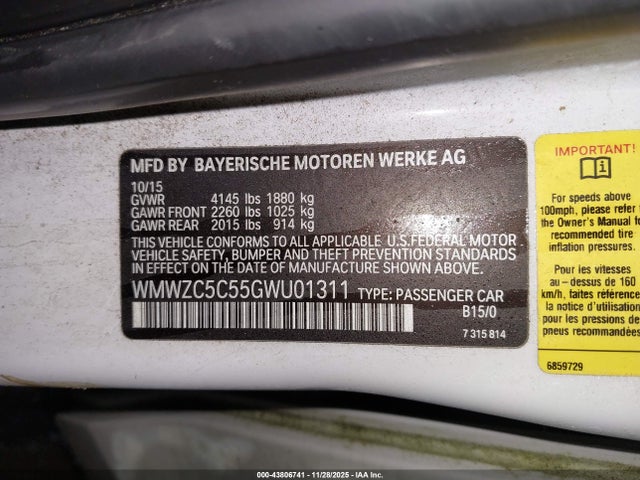 MFD BY BAYERISCHE MOTOREN WERKE AG
10/15
GVWR 4145 lbs 1880 kg
GAWR FRONT 2260 lbs 1025 kg
GAWR REAR 2015 lbs 914 kg
THIS VEHICLE CONFORMS TO ALL APPLICABLE U.S.FEDERAL MOTOR
VEHICLE SAFETY, BUMPER AND THEFT PREVENTION STANDARDS
IN EFFECT ON THE DATE OF MANUFACTURE SHOWN ABOVE.
WMWZC5C55GWU01311 TYPE: PASSENGER CAR
B15/0
7 315 814
IMPORTANT!
For speeds above
100mph, please refer
the Owner's Manual fo
recommended tire
inflation pressures.
Pour les vitesses
au- dessus de 160
km/h, faites référence
la notice d'utilisation
pour les pressions de
pneus recommandées
6859729
000-43806741 - 11/28/2025 - IAA Inc.